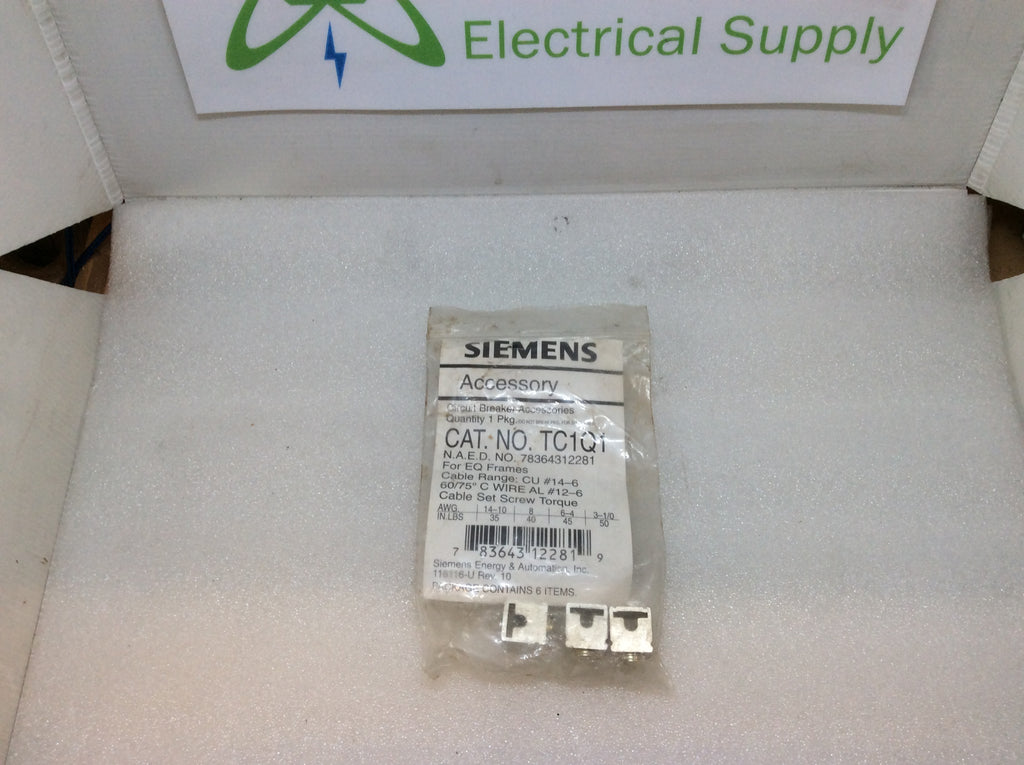 Electrical Supply
SIEMENS
Accessory
Circuit Breaker Accessories
Quantity 1 Pkg.
CAT. NO. TC1Q1
N.A.E.D. NO. 78364312281
For EQ Frames
Cable Range: CU #14–6
60/75° C WIRE AL #12–6
Cable Set Screw Torque
AWG. 14–10 8 6–4 3–1/0
IN.LBS 35 40 45 50
7 83643 12281 9
Siemens Energy & Automation, Inc.
Rev. 10
PACKAGE CONTAINS 6 ITEMS.